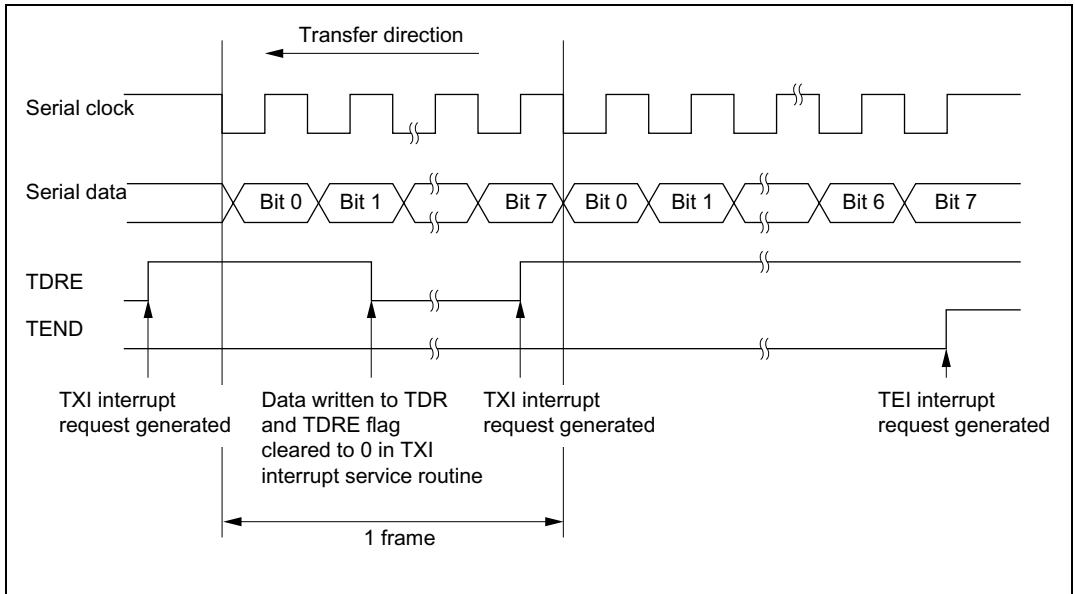 Transfer direction
Serial clock
Serial data
Bit 0 Bit 1 Bit 7 Bit 0 Bit 1 Bit 6 Bit 7
TDRE
TEND
TXI interrupt
request generated
Data written to TDR
and TDRE flag
cleared to 0 in TXI
interrupt service routine
TXI interrupt
request generated
TEI interrupt
request generated
1 frame